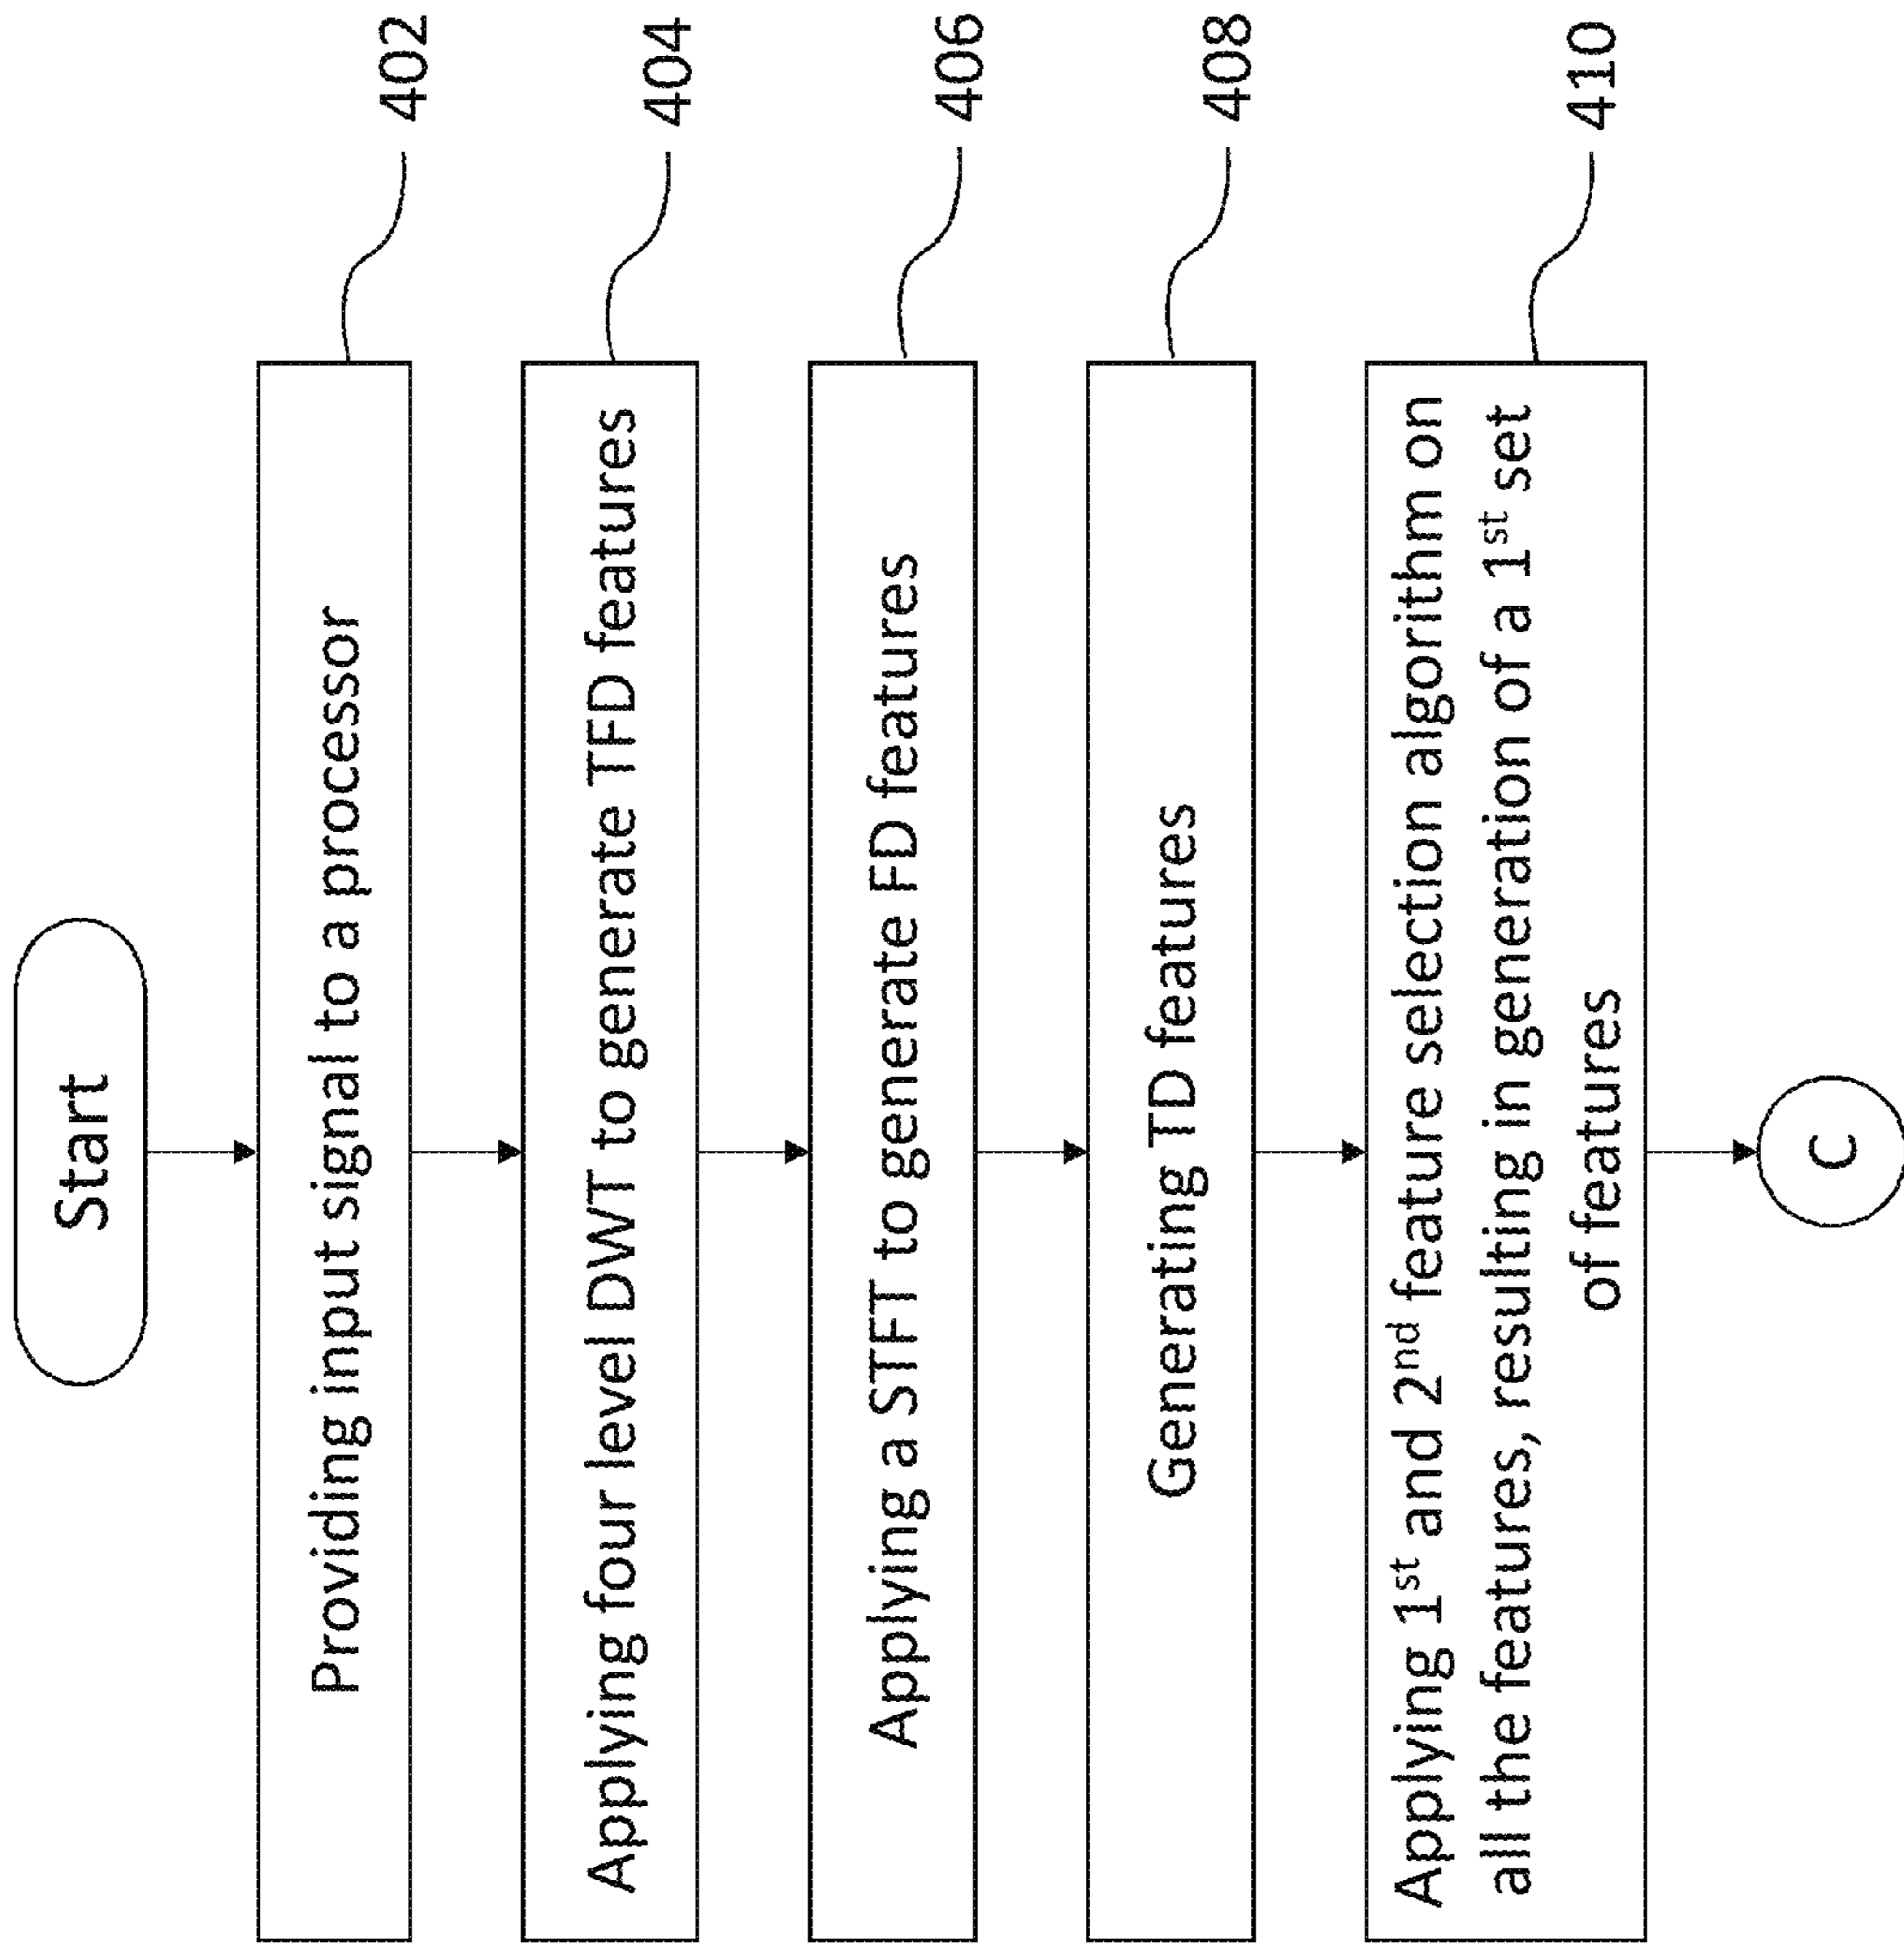 Start
Providing input signal to a processor
402
Applying four level DWT to generate TFD features
404
Applying a STFT to generate FD features
406
Generating TD features
408
Applying 1st and 2nd feature selection algorithm on
all the features, resulting in generation of a 1st set
of features
410
C